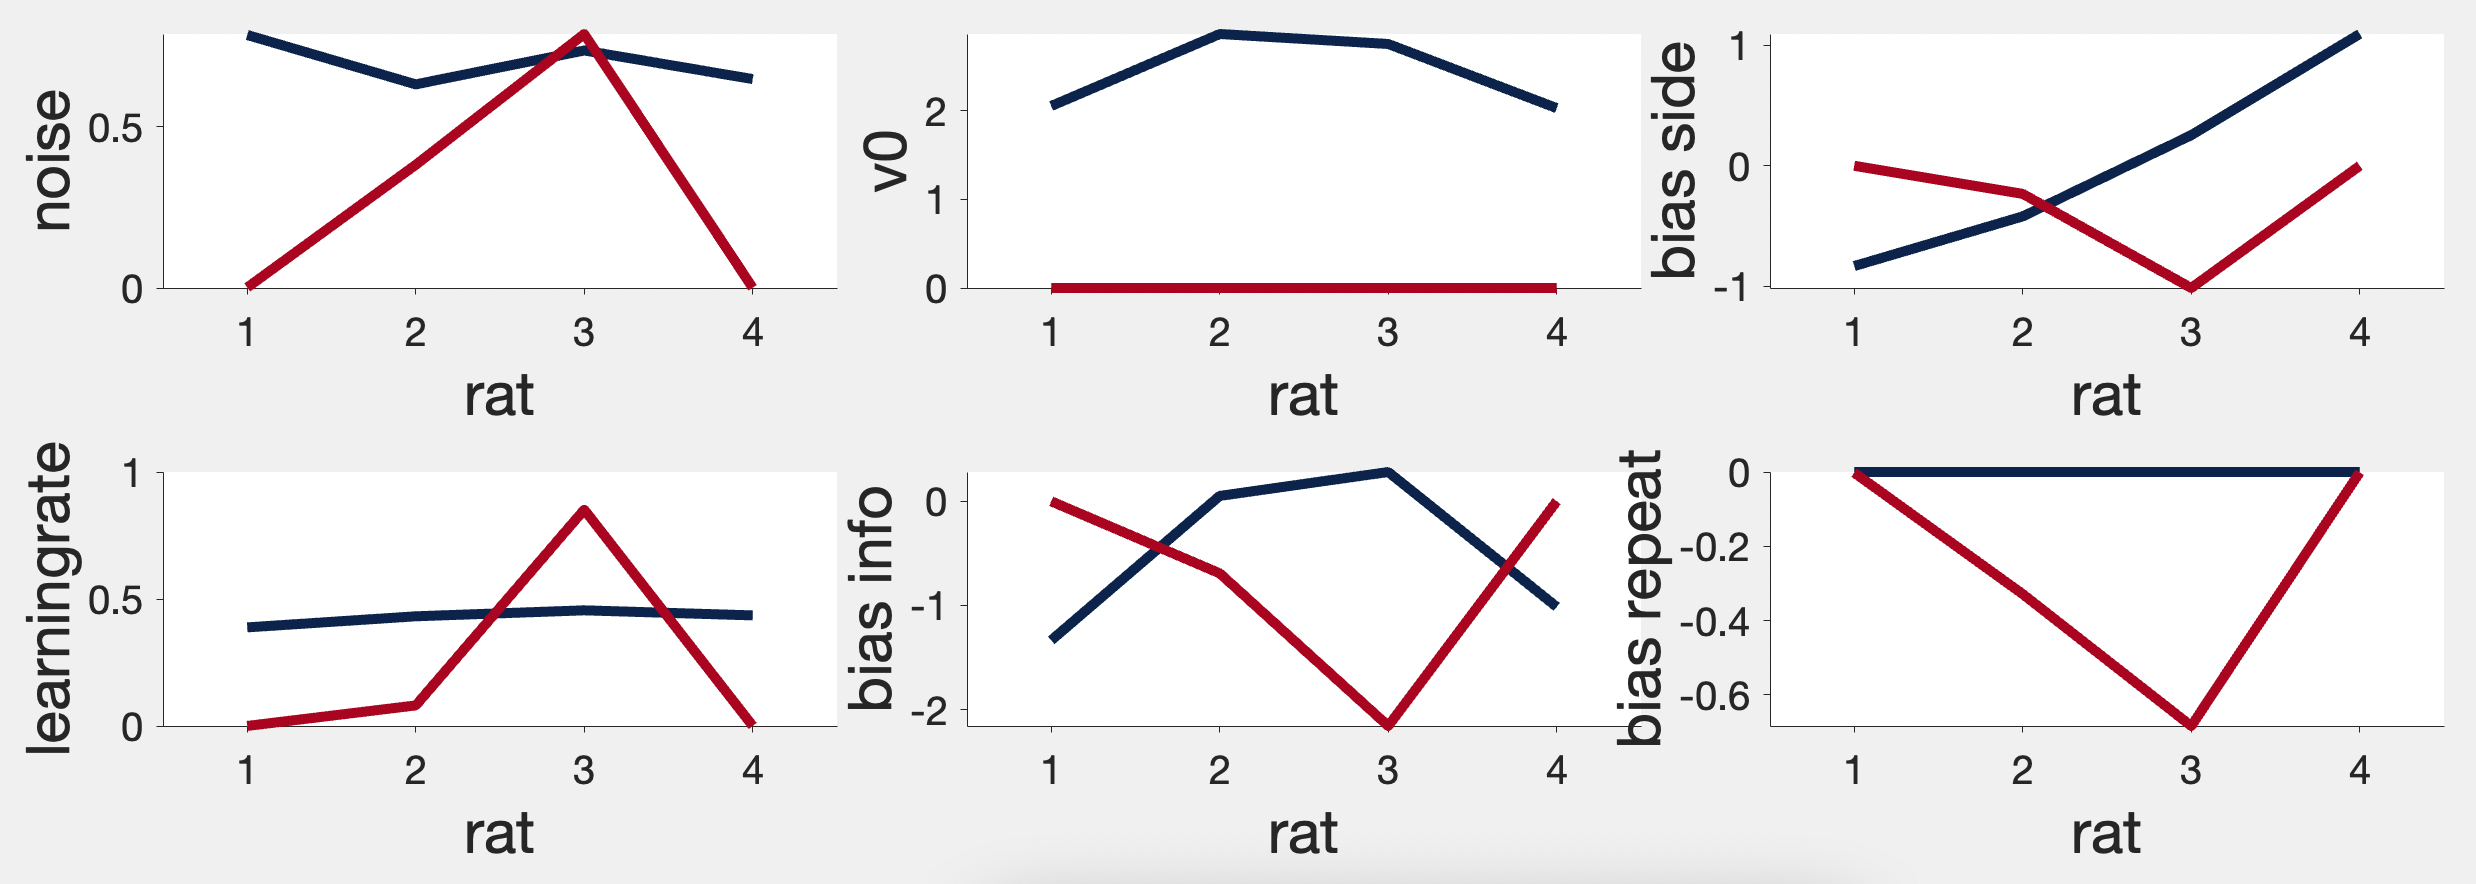 noise
0.5
0
1 2 3 4
rat
v0
2
1
0
1 2 3 4
rat
bias side
1
0
-1
1 2 3 4
rat
learningrate
1
0.5
0
1 2 3 4
rat
bias info
0
-1
-2
1 2 3 4
rat
bias repeat
0
-0.2
-0.4
-0.6
1 2 3 4
rat